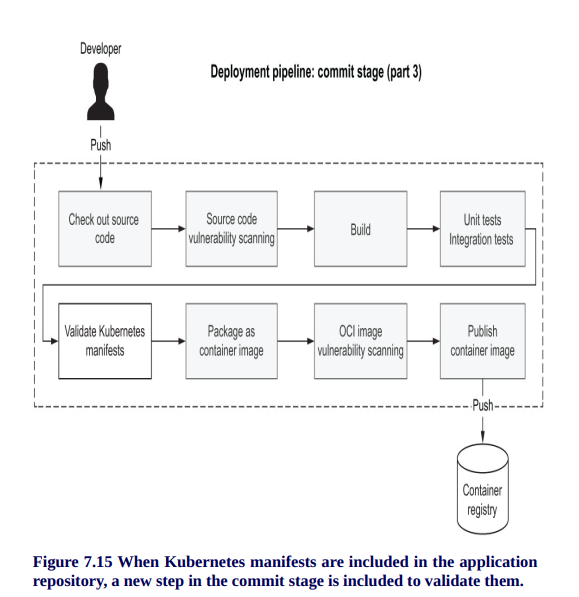 Developer
Deployment pipeline: commit stage (part 3)
Push
Check out source
code
Source code
vulnerability scanning
Build
Unit tests
Integration tests
Validate Kubernetes
manifests
Package as
container image
OCI image
vulnerability scanning
Publish
container image
Push
Container
registry
Figure 7.15 When Kubernetes manifests are included in the application
repository, a new step in the commit stage is included to validate them.